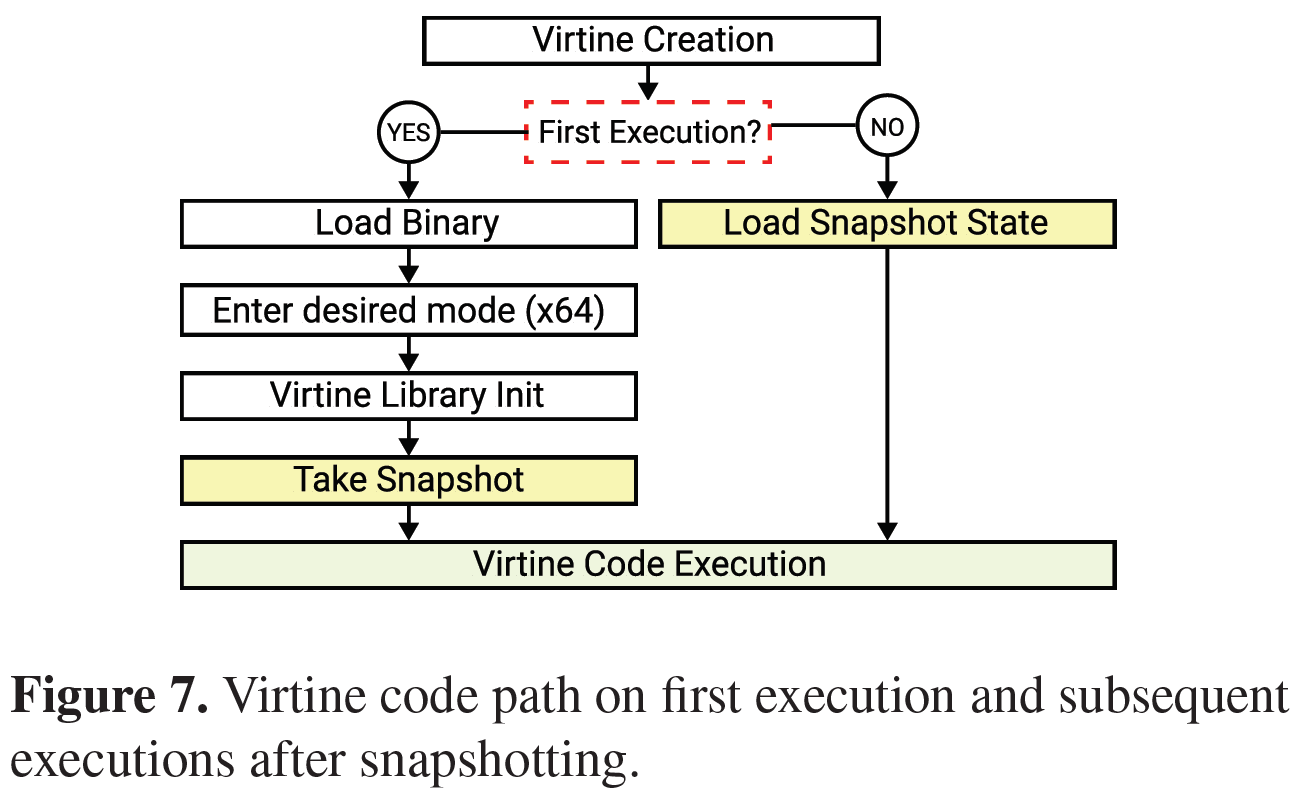 Virtine Creation
YES
First Execution?
NO
Load Binary
Load Snapshot State
Enter desired mode (x64)
Virtine Library Init
Take Snapshot
Virtine Code Execution
Figure 7. Virtine code path on first execution and subsequent
executions after snapshotting.